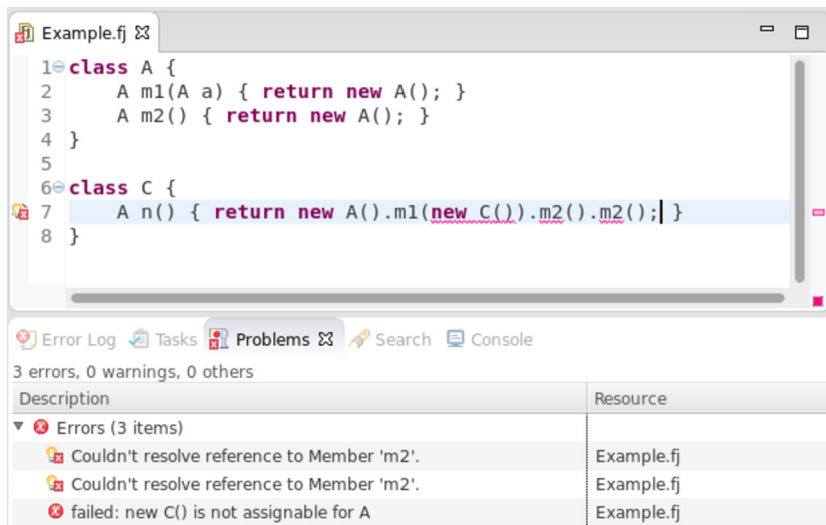 Example.fj
1 class A {
2 A m1(A a) { return new A(); }
3 A m2() { return new A(); }
4 }
5
6 class C {
7 A n() { return new A().m1(new C()).m2().m2(); }
8 }
Error Log Tasks Problems Search Console
3 errors, 0 warnings, 0 others
Description Resource
Errors (3 items)
Couldn't resolve reference to Member 'm2'. Example.fj
Couldn't resolve reference to Member 'm2'. Example.fj
failed: new C() is not assignable for A Example.fj